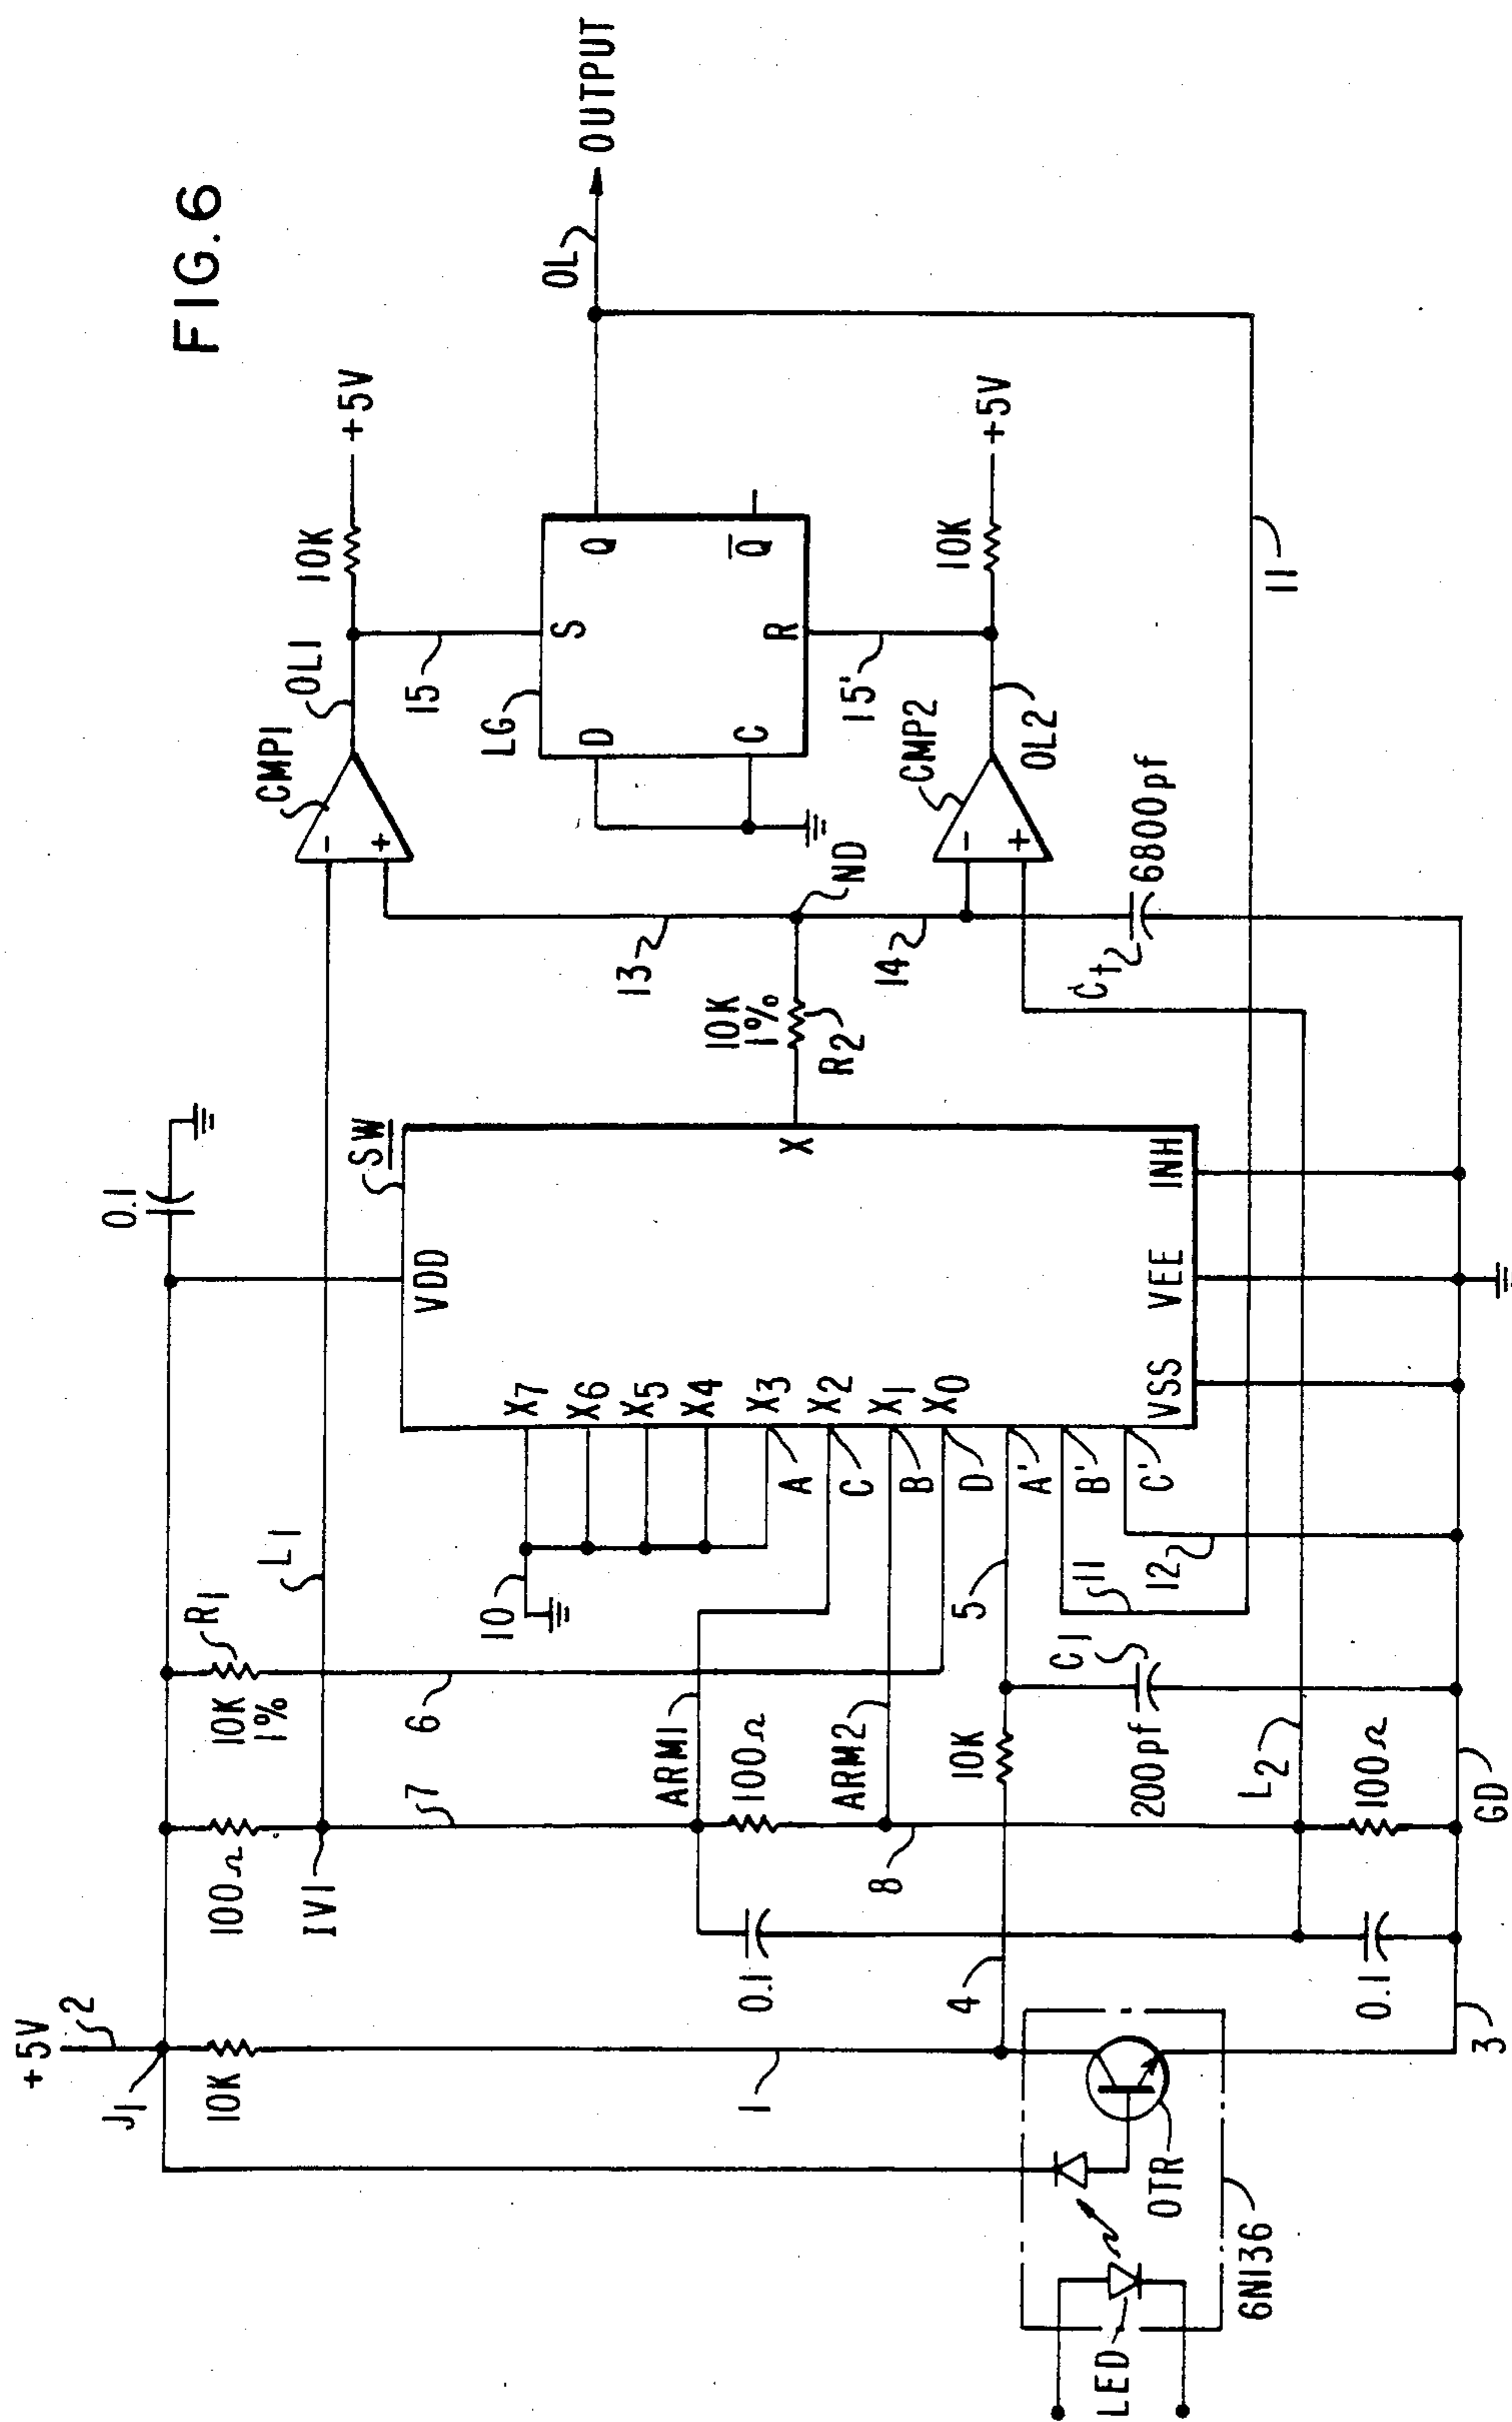 FIG.6
+5V
2
J1
10K
1
100Ω
IV1
7
10K
1%
R1
6
L1
0.1
SW
VDD
X7
X6
X5
X4
X3
X2
X1
X0
X
VSS
VEE
INH
10
A
C
B
D
A'
B'
C'
ARM1
100Ω
ARM2
8
0.1
4
10K
5
11
12
C1
200pf
L2
100Ω
0.1
GD
3
LED
OTR
6N136
10K
1%
R2
13
ND
14
Ct
6800pf
CMP1
-
+
OL1
10K
+5V
15
LG
D
S
Q
C
R
Q̅
15'
CMP2
-
+
OL2
10K
+5V
11
OL
OUTPUT